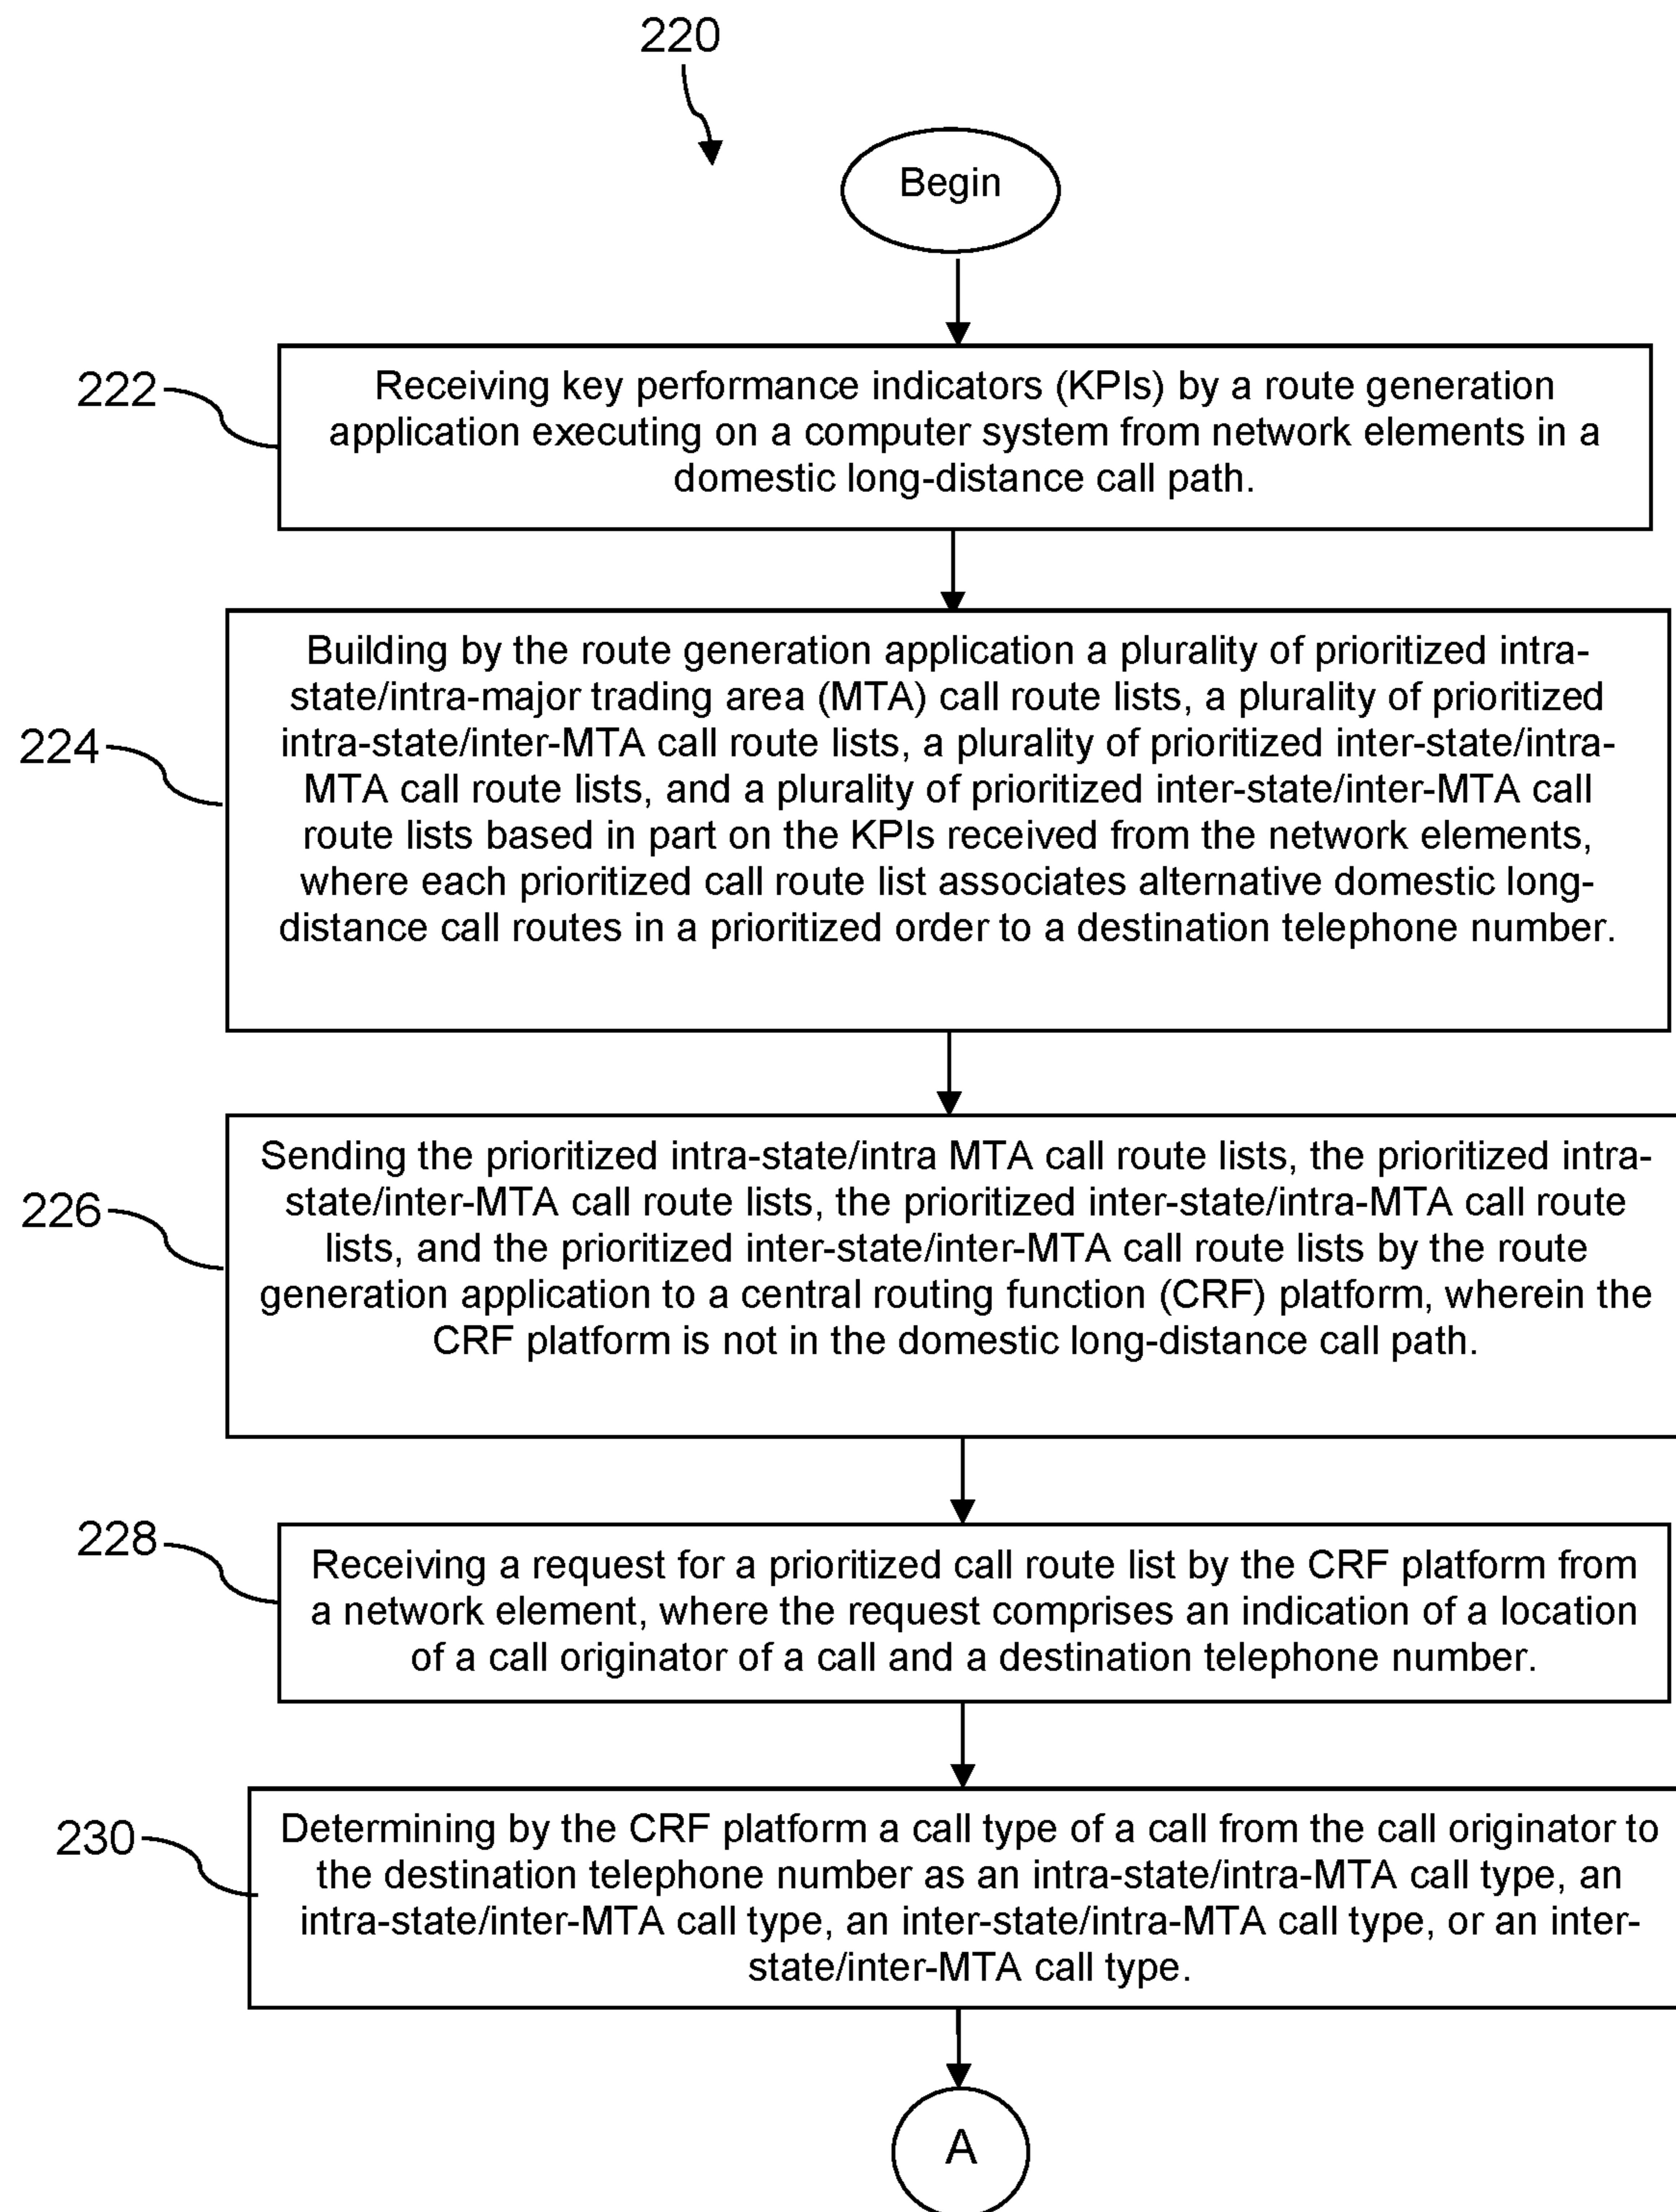 220
Begin
222
Receiving key performance indicators (KPIs) by a route generation
application executing on a computer system from network elements in a
domestic long-distance call path.
224
Building by the route generation application a plurality of prioritized intra-
state/intra-major trading area (MTA) call route lists, a plurality of prioritized
intra-state/inter-MTA call route lists, a plurality of prioritized inter-state/intra-
MTA call route lists, and a plurality of prioritized inter-state/inter-MTA call
route lists based in part on the KPIs received from the network elements,
where each prioritized call route list associates alternative domestic long-
distance call routes in a prioritized order to a destination telephone number.
226
Sending the prioritized intra-state/intra MTA call route lists, the prioritized intra-
state/inter-MTA call route lists, the prioritized inter-state/intra-MTA call route
lists, and the prioritized inter-state/inter-MTA call route lists by the route
generation application to a central routing function (CRF) platform, wherein the
CRF platform is not in the domestic long-distance call path.
228
Receiving a request for a prioritized call route list by the CRF platform from
a network element, where the request comprises an indication of a location
of a call originator of a call and a destination telephone number.
230
Determining by the CRF platform a call type of a call from the call originator to
the destination telephone number as an intra-state/intra-MTA call type, an
intra-state/inter-MTA call type, an inter-state/intra-MTA call type, or an inter-
state/inter-MTA call type.
A